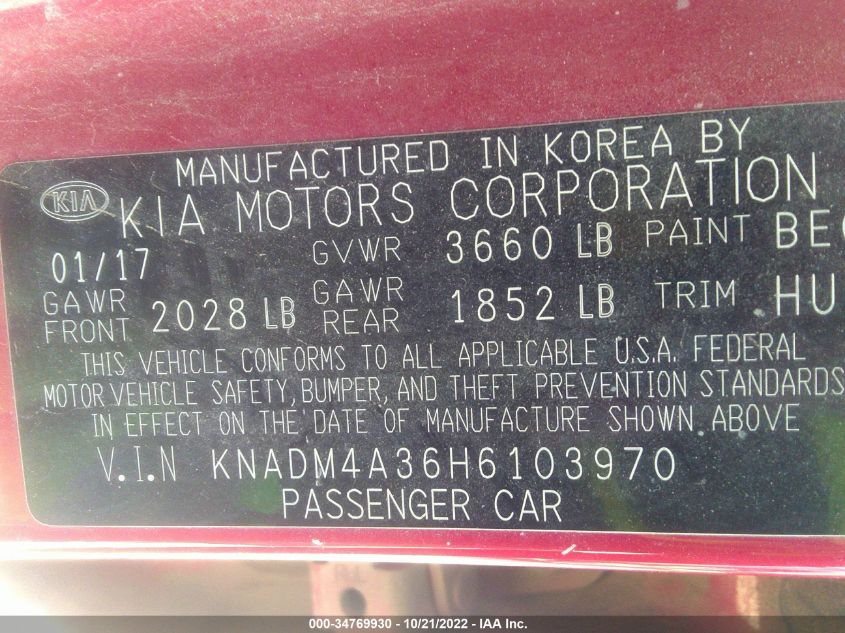 MANUFACTURED IN KOREA BY
KIA KIA MOTORS CORPORATION
01/17 GVWR 3660 LB PAINT
GAWR FRONT 2028 LB GAWR REAR 1852 LB TRIM HU
THIS VEHICLE CONFORMS TO ALL APPLICABLE U.S.A. FEDERAL
MOTOR VEHICLE SAFETY, BUMPER, AND THEFT PREVENTION STANDARDS
IN EFFECT ON THE DATE OF MANUFACTURE SHOWN ABOVE
V.I.N KNADM4A36H6103970
PASSENGER CAR
000-34769930 - 10/21/2022 - IAA Inc.